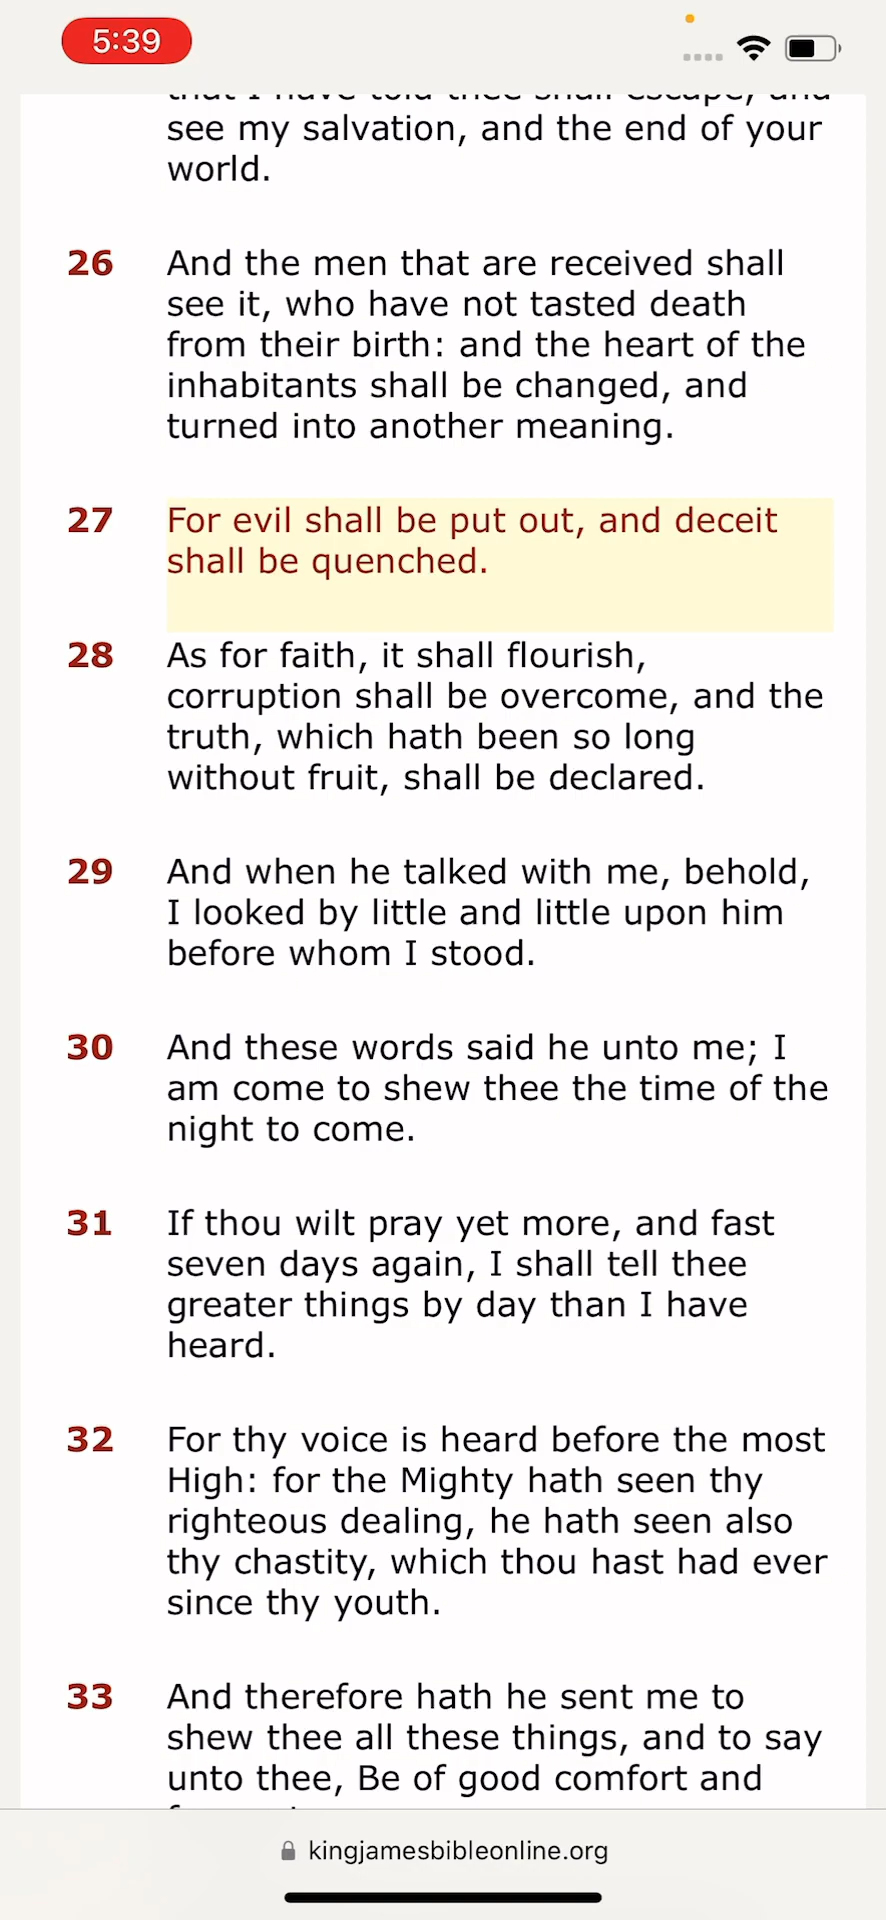 5:39
that I have told thee shall escape, and
see my salvation, and the end of your
world.
26 And the men that are received shall
see it, who have not tasted death
from their birth: and the heart of the
inhabitants shall be changed, and
turned into another meaning.
27 For evil shall be put out, and deceit
shall be quenched.
28 As for faith, it shall flourish,
corruption shall be overcome, and the
truth, which hath been so long
without fruit, shall be declared.
29 And when he talked with me, behold,
I looked by little and little upon him
before whom I stood.
30 And these words said he unto me; I
am come to shew thee the time of the
night to come.
31 If thou wilt pray yet more, and fast
seven days again, I shall tell thee
greater things by day than I have
heard.
32 For thy voice is heard before the most
High: for the Mighty hath seen thy
righteous dealing, he hath seen also
thy chastity, which thou hast had ever
since thy youth.
33 And therefore hath he sent me to
shew thee all these things, and to say
unto thee, Be of good comfort and
kingjamesbibleonline.org